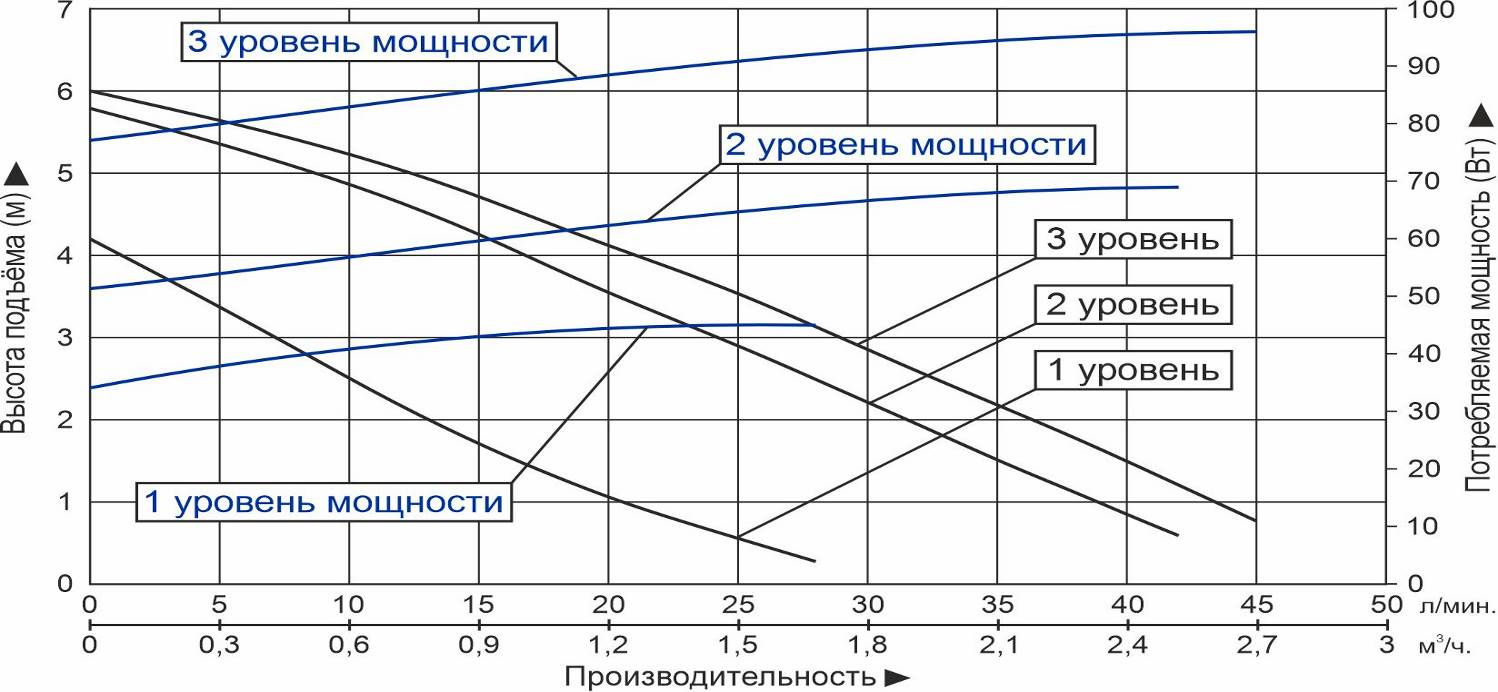 7
6
5
4
3
2
1
0
Высота подъёма (м) ▲
100
90
80
70
60
50
40
30
20
10
0
Потребляемая мощность (Вт) ▲
3 уровень мощности
2 уровень мощности
3 уровень
2 уровень
1 уровень
1 уровень мощности
0 5 10 15 20 25 30 35 40 45 50 л/мин.
0 0,3 0,6 0,9 1,2 1,5 1,8 2,1 2,4 2,7 3 м³/ч.
Производительность ►